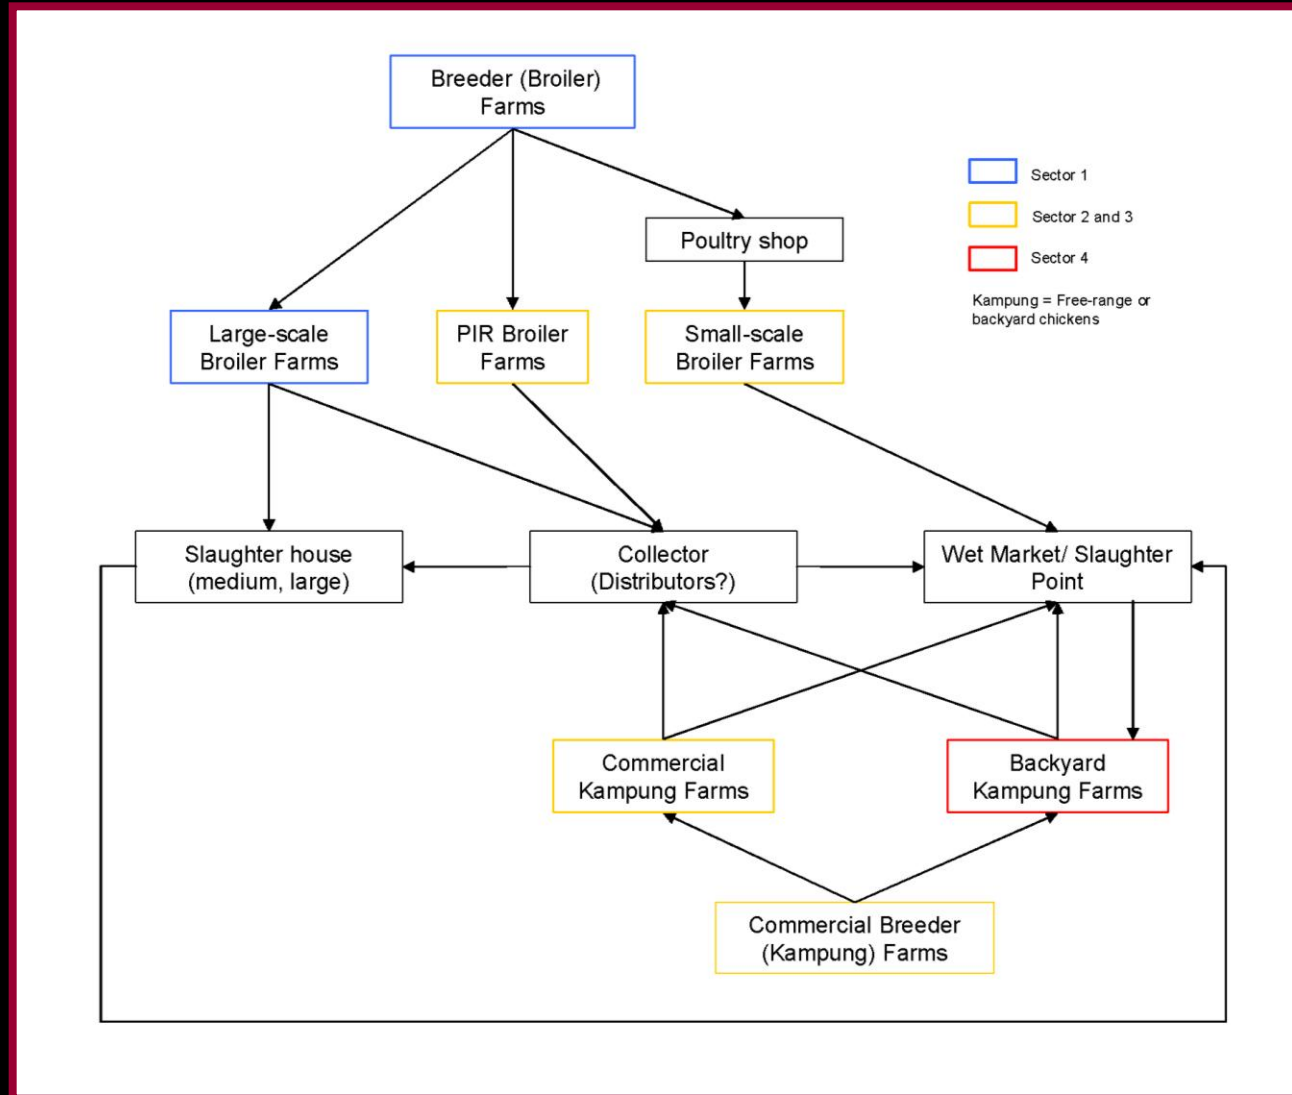 Breeder (Broiler)
Farms
Sector 1
Sector 2 and 3
Sector 4
Kampung = Free-range or
backyard chickens
Poultry shop
Large-scale
Broiler Farms
PIR Broiler
Farms
Small-scale
Broiler Farms
Slaughter house
(medium, large)
Collector
(Distributors?)
Wet Market/ Slaughter
Point
Commercial
Kampung Farms
Backyard
Kampung Farms
Commercial Breeder
(Kampung) Farms